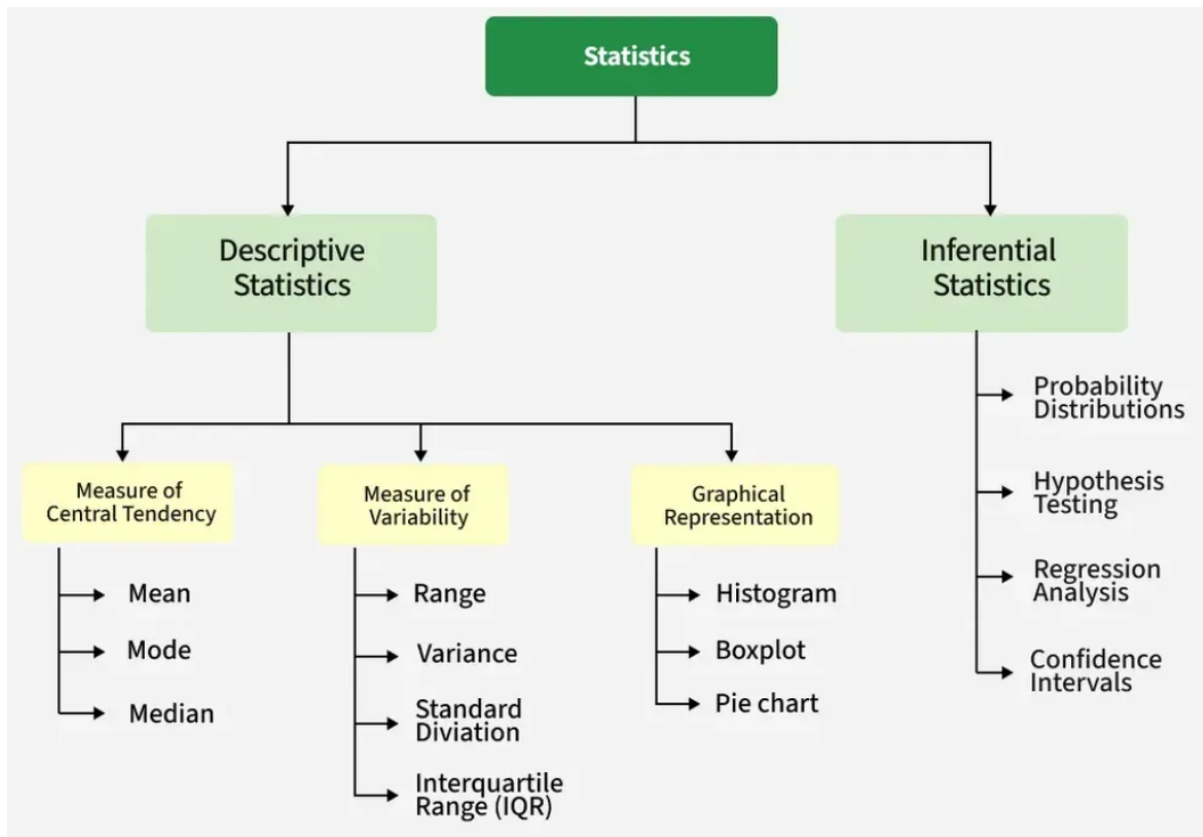 Statistics
Descriptive
Statistics
Inferential
Statistics
Measure of
Central Tendency
Mean
Mode
Median
Measure of
Variability
Range
Variance
Standard
Diviation
Interquartile
Range (IQR)
Graphical
Representation
Histogram
Boxplot
Pie chart
Probability
Distributions
Hypothesis
Testing
Regression
Analysis
Confidence
Intervals